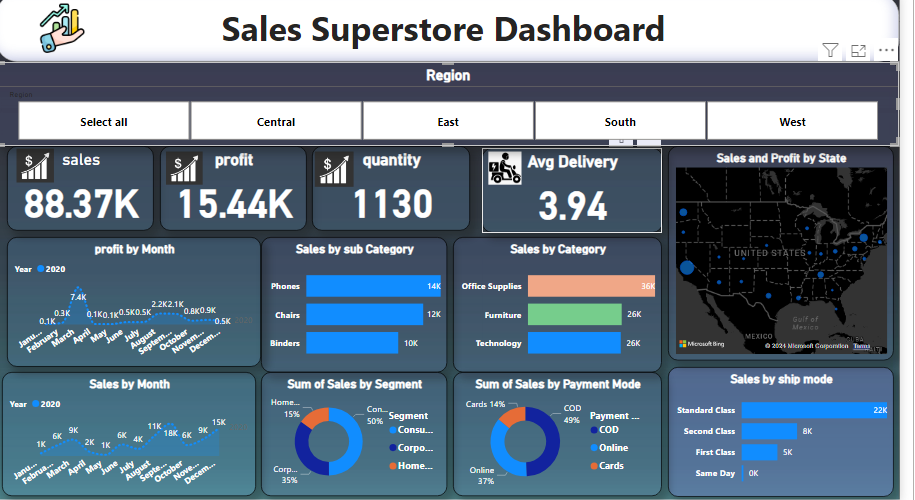 Sales Superstore Dashboard
Region
Region
Select all
Central
East
South
West
sales
88.37K
profit
15.44K
quantity
1130
Avg Delivery
3.94
Sales and Profit by State
UNITED STATES
MEXICO
Gulf of
Mexico
Microsoft Bing
© 2024 Microsoft Corporation Terms
profit by Month
Year 2020
0.1K
0.3K
7.4K
0.1K
0.1K
0.5K
0.5K
2.2K
2.1K
0.8K
0.9K
0.5K
Janu...
February
March
April
May
June
July
August
Septem...
October
Novem...
Decem...
Sales by sub Category
Phones 14K
Chairs 12K
Binders 10K
Sales by Category
Office Supplies 36K
Furniture 26K
Technology 26K
Sales by Month
Year 2020
1K
6K
9K
2K
1K
6K
4K
11K
18K
6K
9K
15K
Janu...
February
March
April
May
June
July
August
Septe...
October
Novem...
Decem...
Sum of Sales by Segment
Home...
15%
Con...
50%
Corp...
35%
Segment
Consu...
Corpo...
Home...
Sum of Sales by Payment Mode
Cards 14%
COD
49%
Online
37%
Payment ...
COD
Online
Cards
Sales by ship mode
Standard Class 22K
Second Class 8K
First Class 5K
Same Day 0K